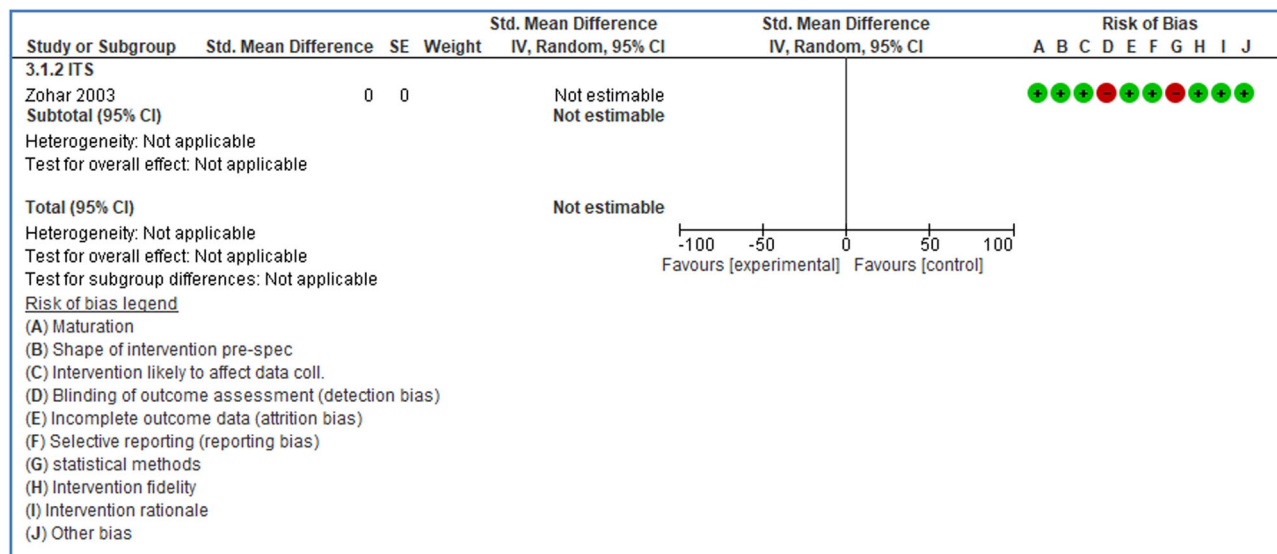 Std. Mean Difference Std. Mean Difference Risk of Bias
Study or Subgroup Std. Mean Difference SE Weight IV, Random, 95% CI IV, Random, 95% CI A B C D E F G H I J
3.1.2 ITS
Zohar 2003 0 0 Not estimable + + + - + + - + + +
Subtotal (95% CI) Not estimable
Heterogeneity: Not applicable
Test for overall effect: Not applicable
Total (95% CI) Not estimable
Heterogeneity: Not applicable
Test for overall effect: Not applicable
Test for subgroup differences: Not applicable
-100 -50 0 50 100
Favours [experimental] Favours [control]
Risk of bias legend
(A) Maturation
(B) Shape of intervention pre-spec
(C) Intervention likely to affect data coll.
(D) Blinding of outcome assessment (detection bias)
(E) Incomplete outcome data (attrition bias)
(F) Selective reporting (reporting bias)
(G) statistical methods
(H) Intervention fidelity
(I) Intervention rationale
(J) Other bias